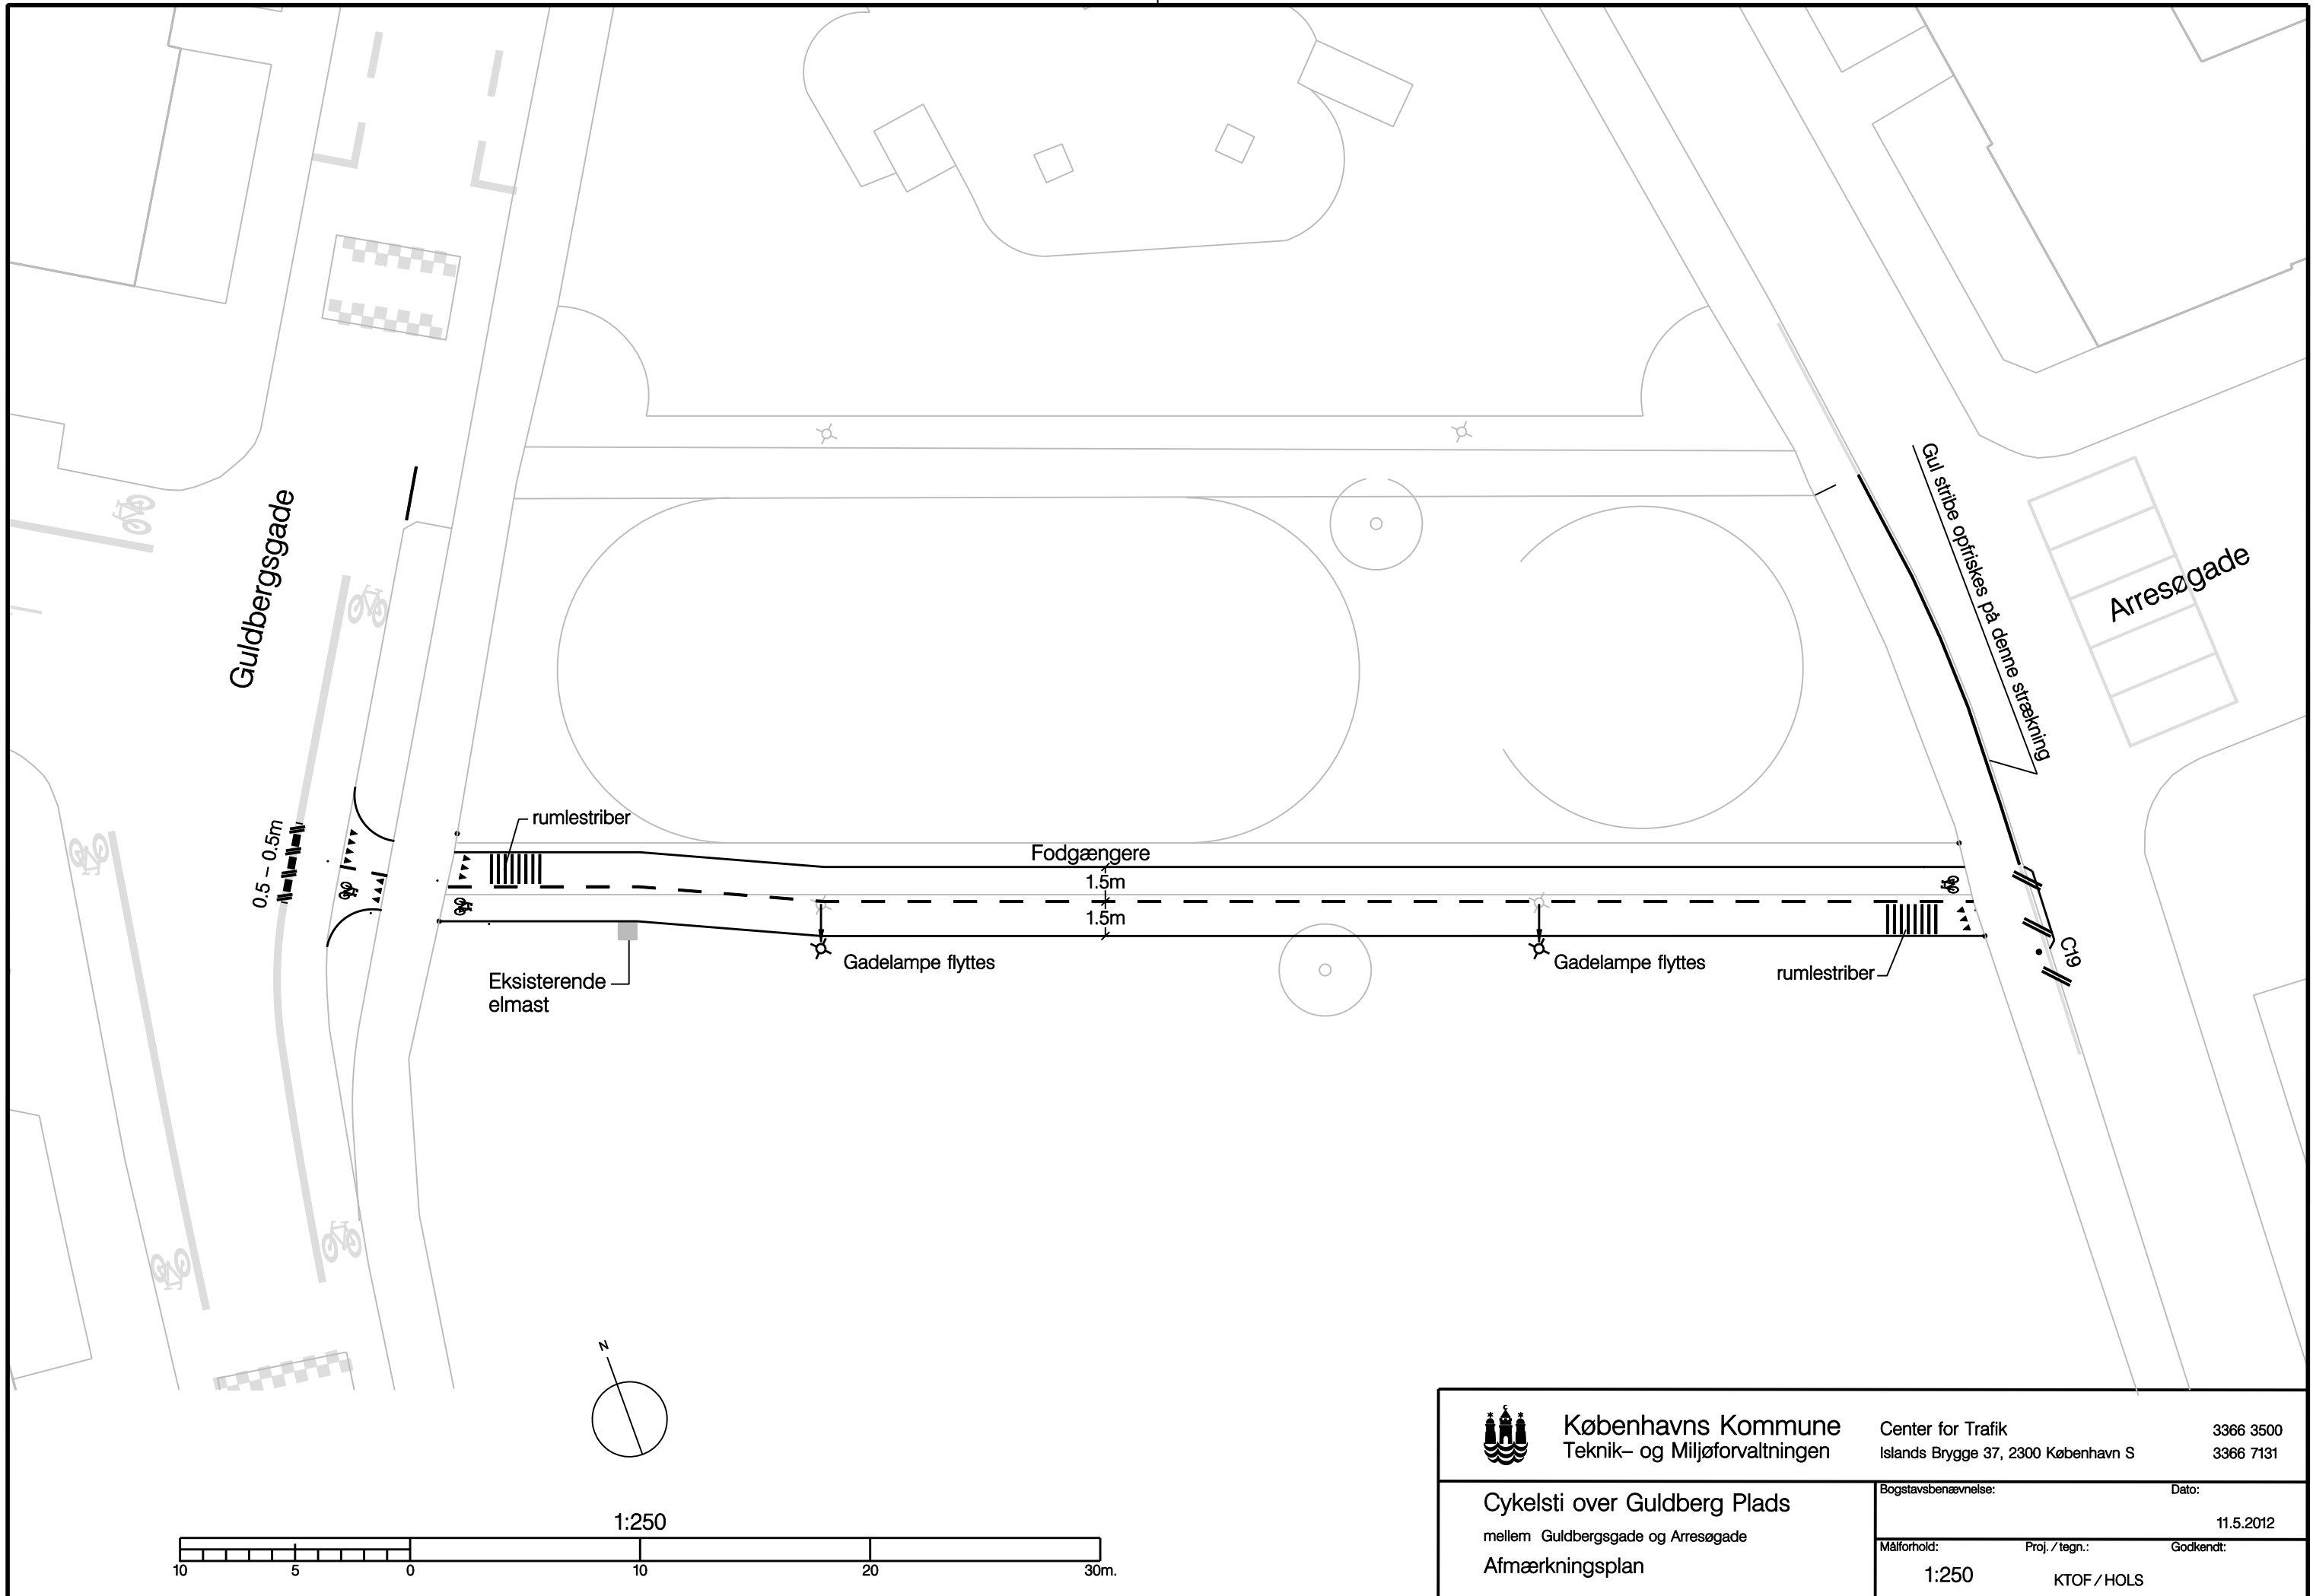 Guldbergsgade
Gul stribe opfriskes på denne strækning
Arresøgade
0.5 – 0.5m
rumlestriber
Fodgængere
1.5m
1.5m
Gadelampe flyttes
Gadelampe flyttes
rumlestriber
C19
Eksisterende
elmast
N
1:250
10 5 0 10 20 30m.
Københavns Kommune
Teknik– og Miljøforvaltningen
Center for Trafik 3366 3500
Islands Brygge 37, 2300 København S 3366 7131
Cykelsti over Guldberg Plads
mellem Guldbergsgade og Arresøgade
Afmærkningsplan
Bogstavsbenævnelse: Dato:
11.5.2012
Målforhold: Proj. / tegn.: Godkendt:
1:250 KTOF / HOLS